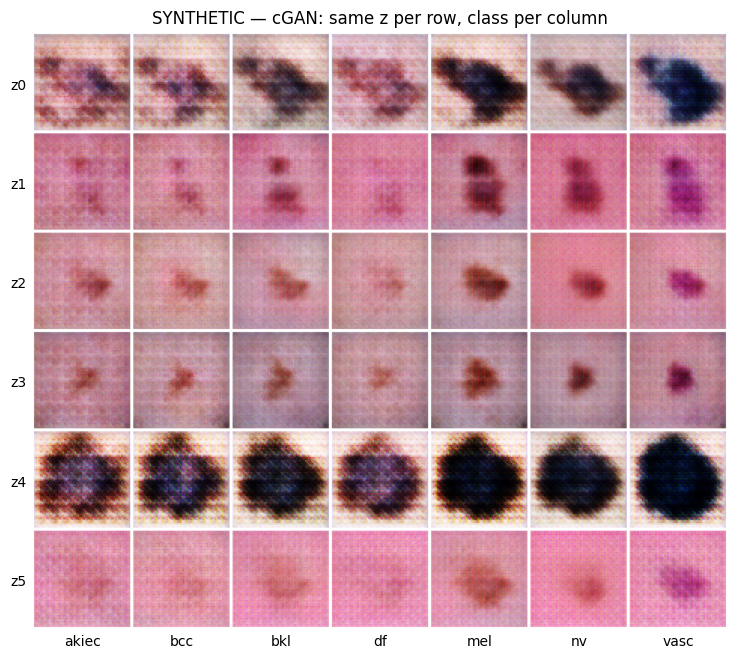 SYNTHETIC — cGAN: same z per row, class per column
z0
z1
z2
z3
z4
z5
akiec bcc bkl df mel nv vasc